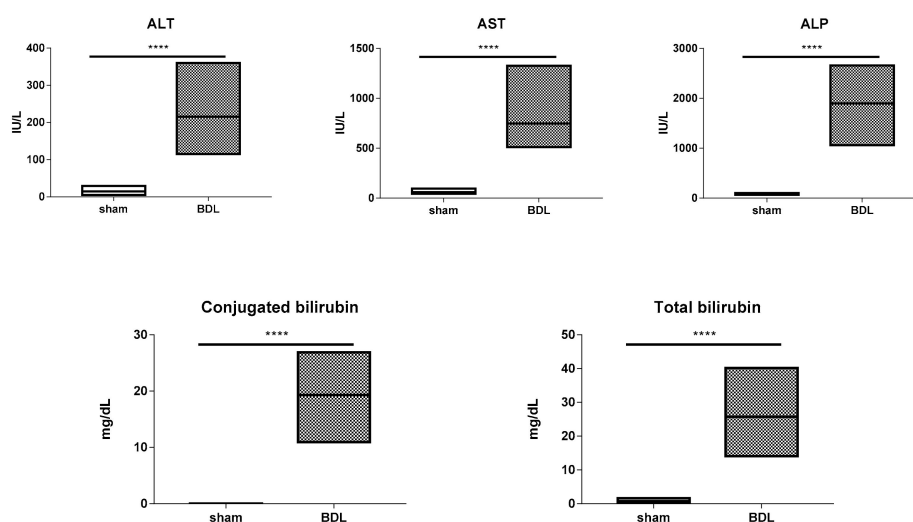 ALT
****
400
300
200
100
0
IU/L
sham
BDL
AST
****
1500
1000
500
0
IU/L
sham
BDL
ALP
****
3000
2000
1000
0
IU/L
sham
BDL
Conjugated bilirubin
****
30
20
10
0
mg/dL
sham
BDL
Total bilirubin
****
50
40
30
20
10
0
mg/dL
sham
BDL